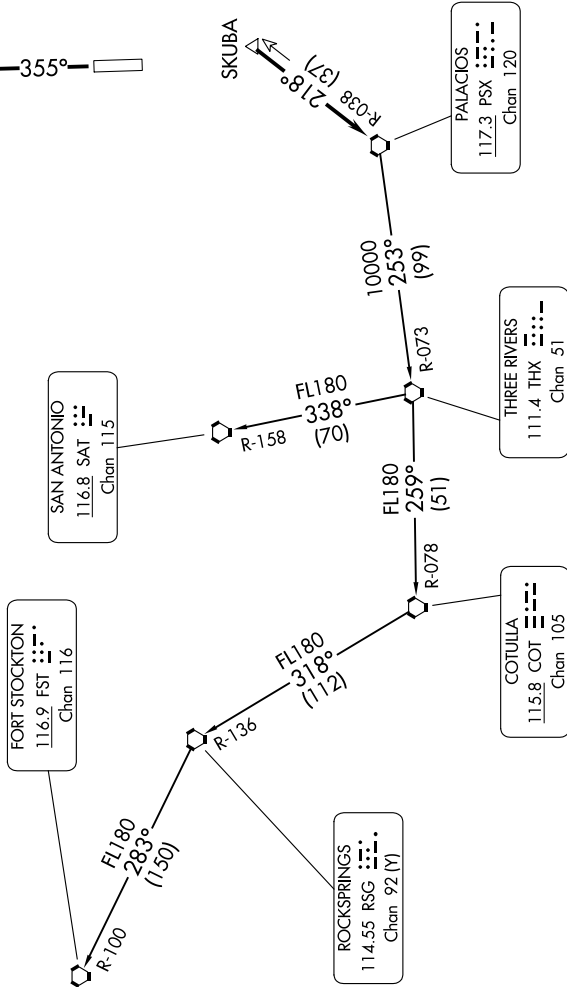 355°
SKUBA
218°
(37)
R-038
PALACIOS
117.3 PSX
Chan 120
10000
253°
(99)
R-073
THREE RIVERS
111.4 THX
Chan 51
FL180
338°
(70)
R-158
SAN ANTONIO
116.8 SAT
Chan 115
FL180
259°
(51)
R-078
COTULLA
115.8 COT
Chan 105
FL180
318°
(112)
R-136
ROCKSPRINGS
114.55 RSG
Chan 92 (Y)
FL180
283°
(150)
R-100
FORT STOCKTON
116.9 FST
Chan 116